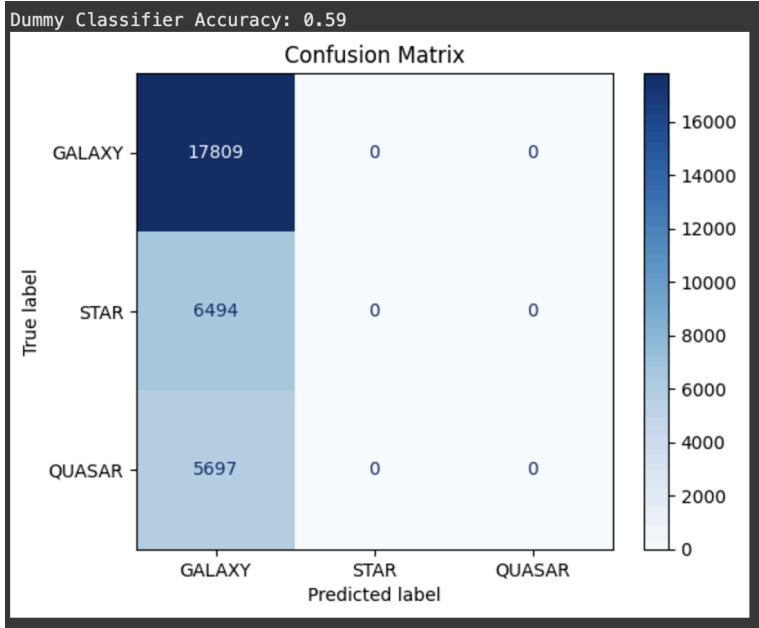 Dummy Classifier Accuracy: 0.59
Confusion Matrix
GALAXY 17809 0 0
STAR 6494 0 0
QUASAR 5697 0 0
GALAXY STAR QUASAR
Predicted label
True label
16000
14000
12000
10000
8000
6000
4000
2000
0